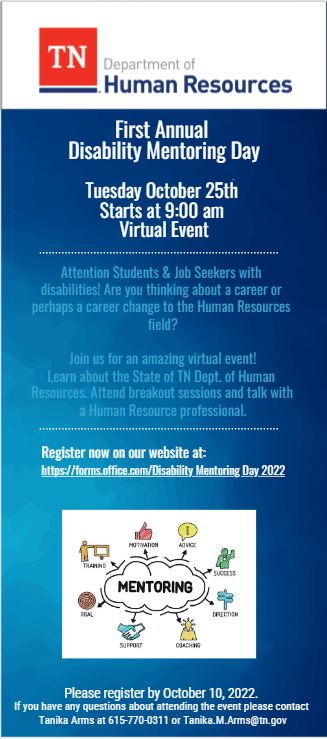 TN
Department of
Human Resources
First Annual
Disability Mentoring Day
Tuesday October 25th
Starts at 9:00 am
Virtual Event
Attention Students & Job Seekers with
disabilities! Are you thinking about a career or
perhaps a career change to the Human Resources
field?
Join us for an amazing virtual event!
Learn about the State of TN Dept. of Human
Resources. Attend breakout sessions and talk with
a Human Resource professional.
Register now on our website at:
https://forms.office.com/Disability Mentoring Day 2022
MOTIVATION
ADVICE
TRAINING
SUCCESS
MENTORING
GOAL
DIRECTION
SUPPORT
COACHING
Please register by October 10, 2022.
If you have any questions about attending the event please contact
Tanika Arms at 615-770-0311 or Tanika.M.Arms@tn.gov